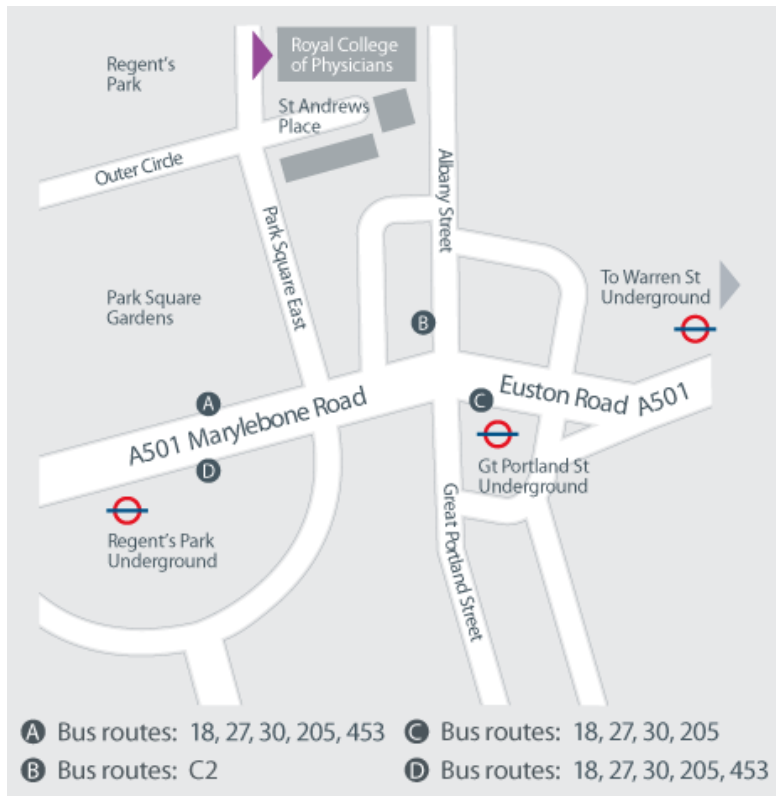 Regent's
Park
Royal College
of Physicians
St Andrews
Place
Outer Circle
Albany Street
Park Square East
To Warren St
Underground
Park Square
Gardens
B
A
C
Euston Road A501
A501 Marylebone Road
D
Gt Portland St
Underground
Great Portland Street
Regent's Park
Underground
A Bus routes: 18, 27, 30, 205, 453
C Bus routes: 18, 27, 30, 205
B Bus routes: C2
D Bus routes: 18, 27, 30, 205, 453